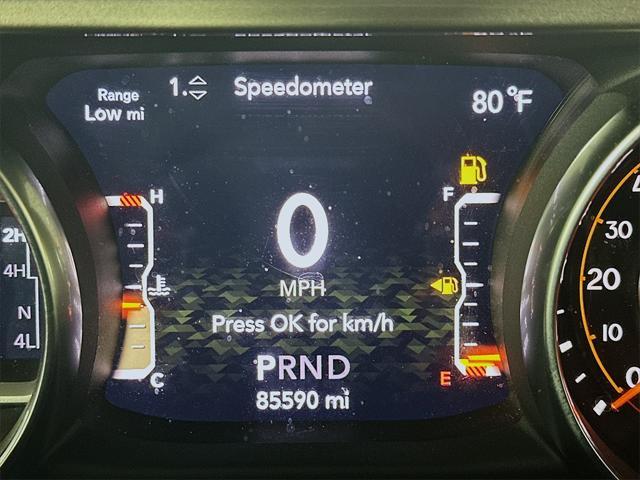 Range
Low mi
1. Speedometer
80°F
H
F
0
MPH
Press OK for km/h
C
E
PRND
85590 mi
2H
4H
N
4L
30
20
10
0